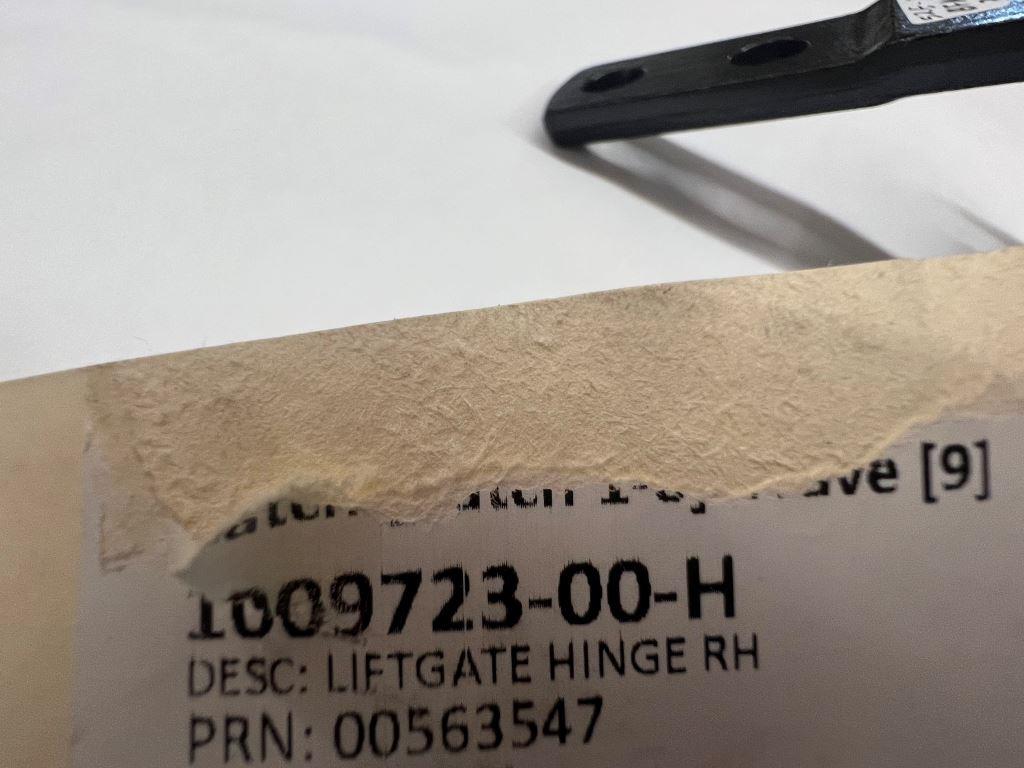 [9]
1009723-00-H
DESC: LIFTGATE HINGE RH
PRN: 00563547